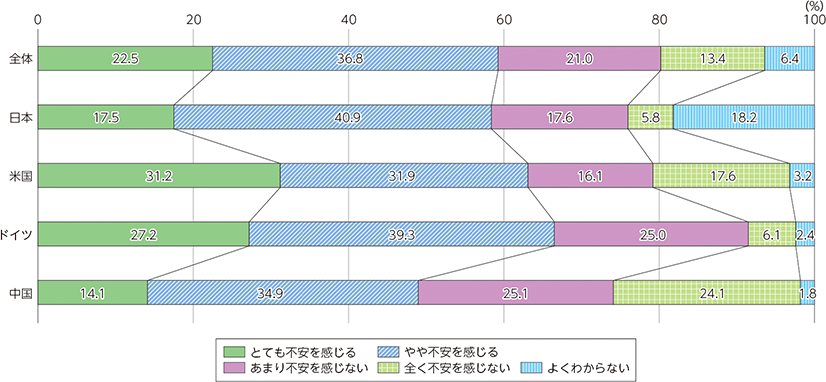 (%)
0 20 40 60 80 100
全体 22.5 36.8 21.0 13.4 6.4
日本 17.5 40.9 17.6 5.8 18.2
米国 31.2 31.9 16.1 17.6 3.2
ドイツ 27.2 39.3 25.0 6.1 2.4
中国 14.1 34.9 25.1 24.1 1.8
とても不安を感じる やや不安を感じる
あまり不安を感じない 全く不安を感じない よくわからない